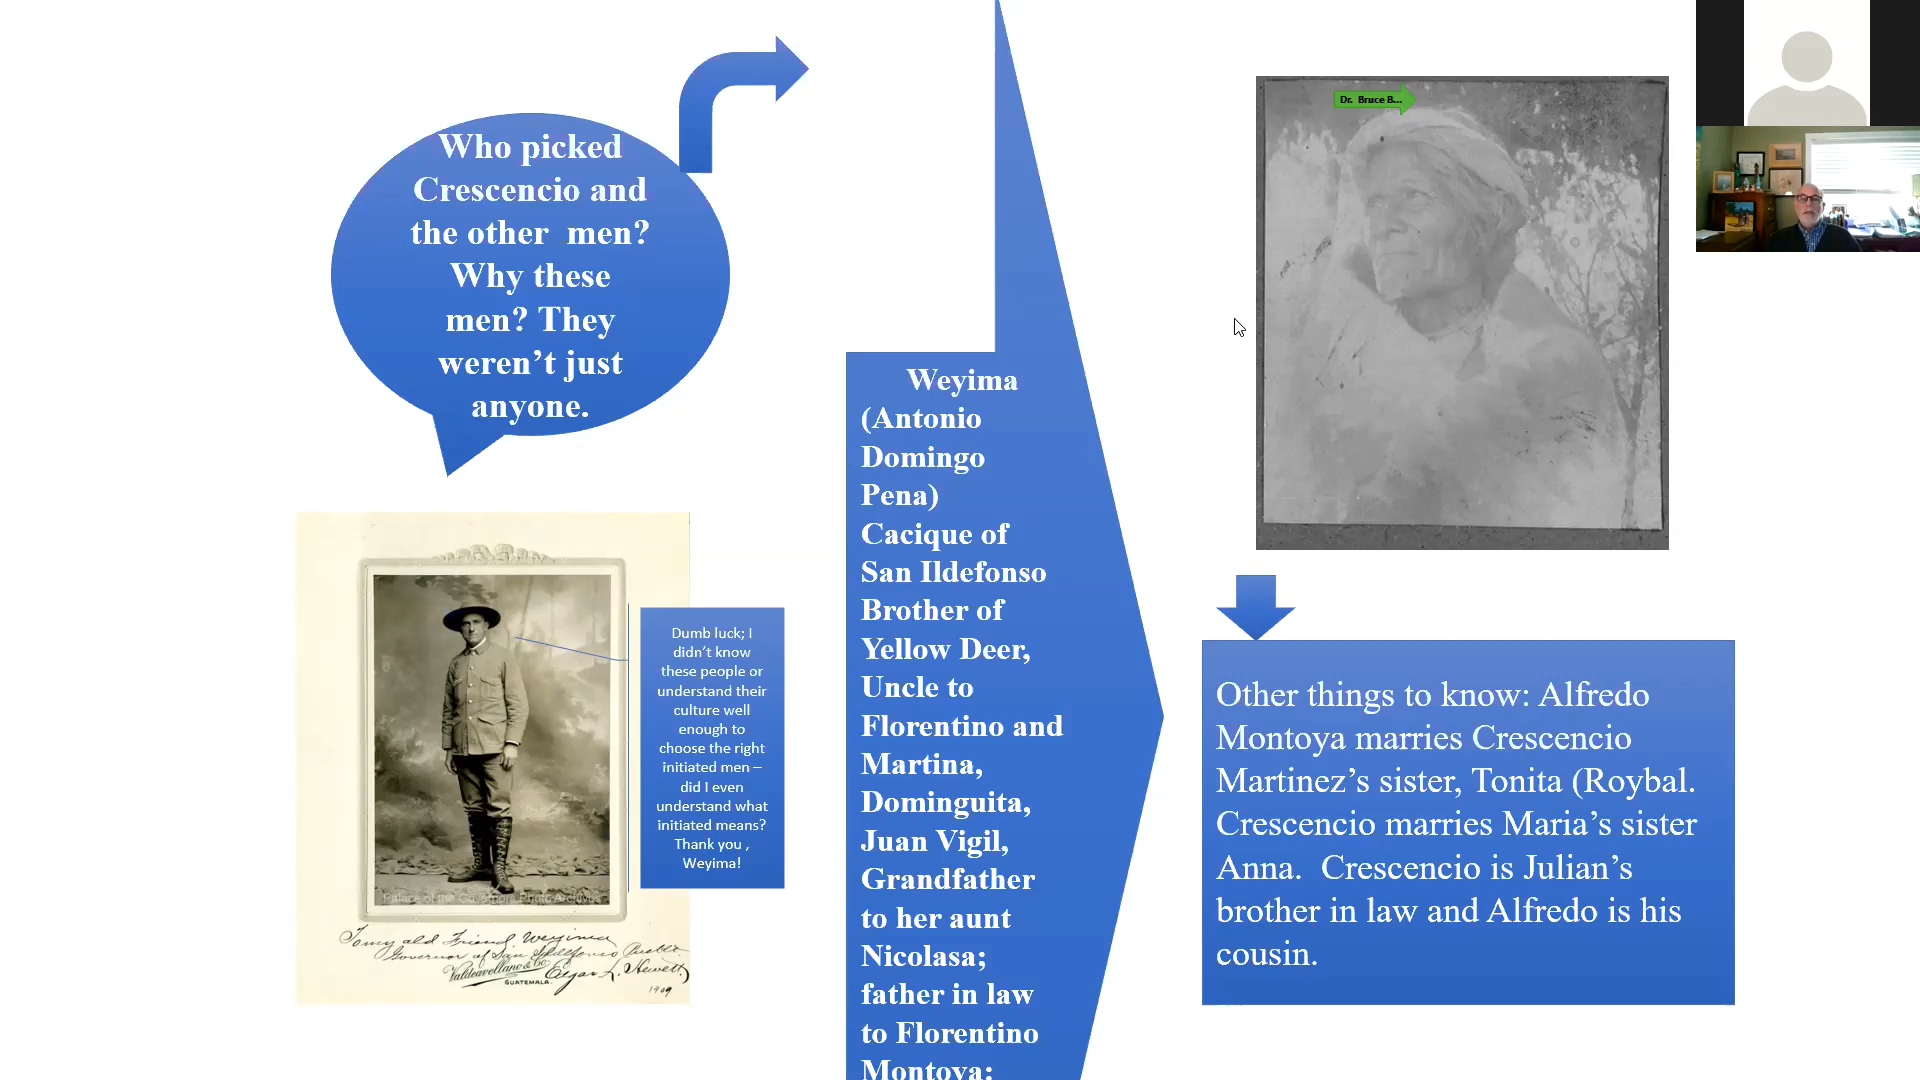 Who picked
Crescencio and
the other  men?
Why these
men? They
weren’t just
anyone.
Palace of the Governors Photo Archives
To my old Friend, Weyima
Governor of San Ildefonso Pueblo
Valdeavellano & Co
GUATEMALA.
Edgar L. Hewett
1909
Dumb luck; I
didn’t know
these people or
understand their
culture well
enough to
choose the right
initiated men –
did I even
understand what
initiated means?
Thank you ,
Weyima!
Weyima
(Antonio
Domingo
Pena)
Cacique of
San Ildefonso
Brother of
Yellow Deer,
Uncle to
Florentino and
Martina,
Dominguita,
Juan Vigil,
Grandfather
to her aunt
Nicolasa;
father in law
to Florentino
Montoya;
Dr.  Bruce B...
Other things to know: Alfredo
Montoya marries Crescencio
Martinez’s sister, Tonita (Roybal.
Crescencio marries Maria’s sister
Anna.  Crescencio is Julian’s
brother in law and Alfredo is his
cousin.